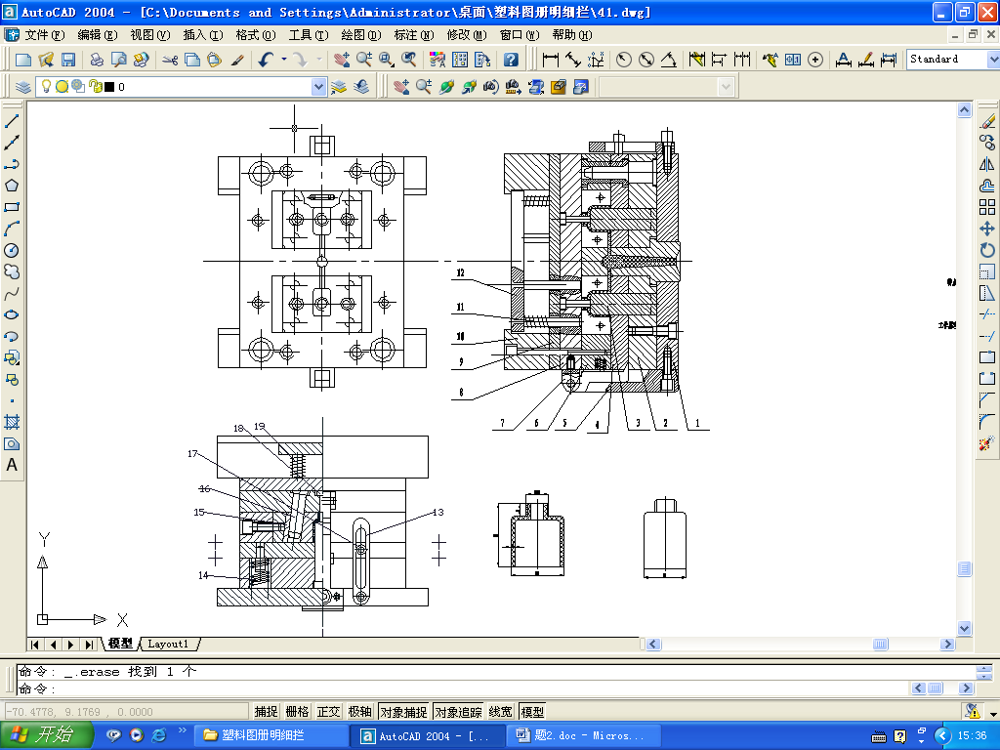 AutoCAD 2004 - [C:\Documents and Settings\Administrator\桌面\塑料图册明细拦\41.dwg]
文件(F) 编辑(E) 视图(V) 插入(I) 格式(O) 工具(T) 绘图(D) 标注(N) 修改(M) 窗口(W) 帮助(H)
Standard
0
12
11
10
9
8
7 6 5 4 3 2 1
18 19
17
16
15
13
14
Y
X
A
模型 Layout1
命令: _.erase 找到 1 个
命令:
-70.4778, 9.1769 , 0.0000 捕捉 栅格 正交 极轴 对象捕捉 对象追踪 线宽 模型
开始 塑料图册明细拦 AutoCAD 2004 - [... 题2.doc - Micros... 15:36